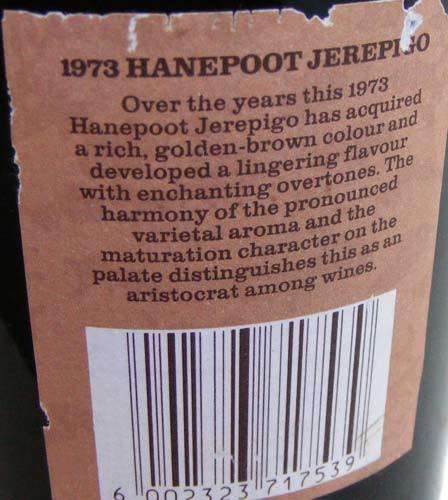 1973 HANEPOOT JEREPIGO
Over the years this 1973
Hanepoot Jerepigo has acquired
a rich, golden-brown colour and
developed a lingering flavour
with enchanting overtones. The
harmony of the pronounced
varietal aroma and the
maturation character on the
palate distinguishes this as an
aristocrat among wines.
6 002323 717539